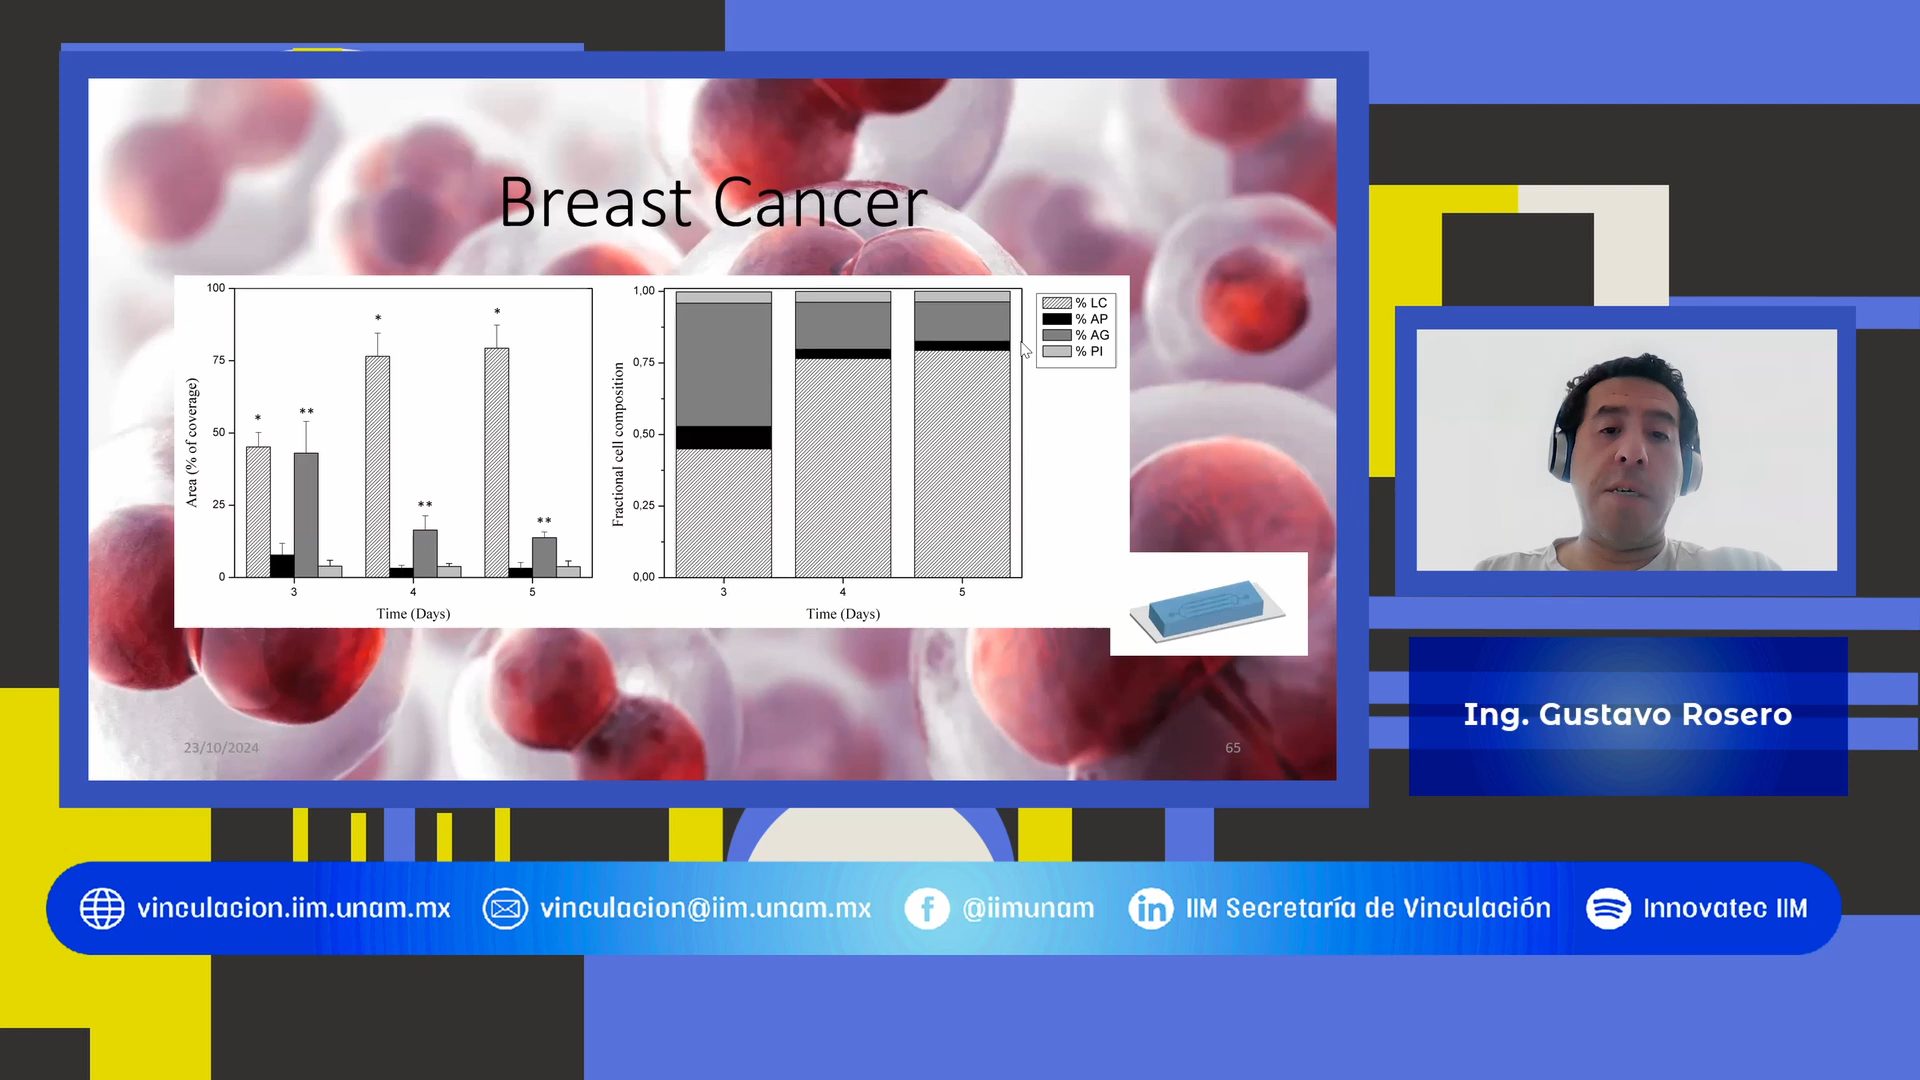 Breast Cancer
100
75
50
25
0
Area (% of coverage)
*
**
*
**
*
**
3
4
5
Time (Days)
1,00
0,75
0,50
0,25
0,00
Fractional cell composition
3
4
5
Time (Days)
% LC
% AP
% AG
% PI
23/10/2024
65
Ing. Gustavo Rosero
vinculacion.iim.unam.mx
vinculacion@iim.unam.mx
@iimunam
IIM Secretaría de Vinculación
Innovatec IIM